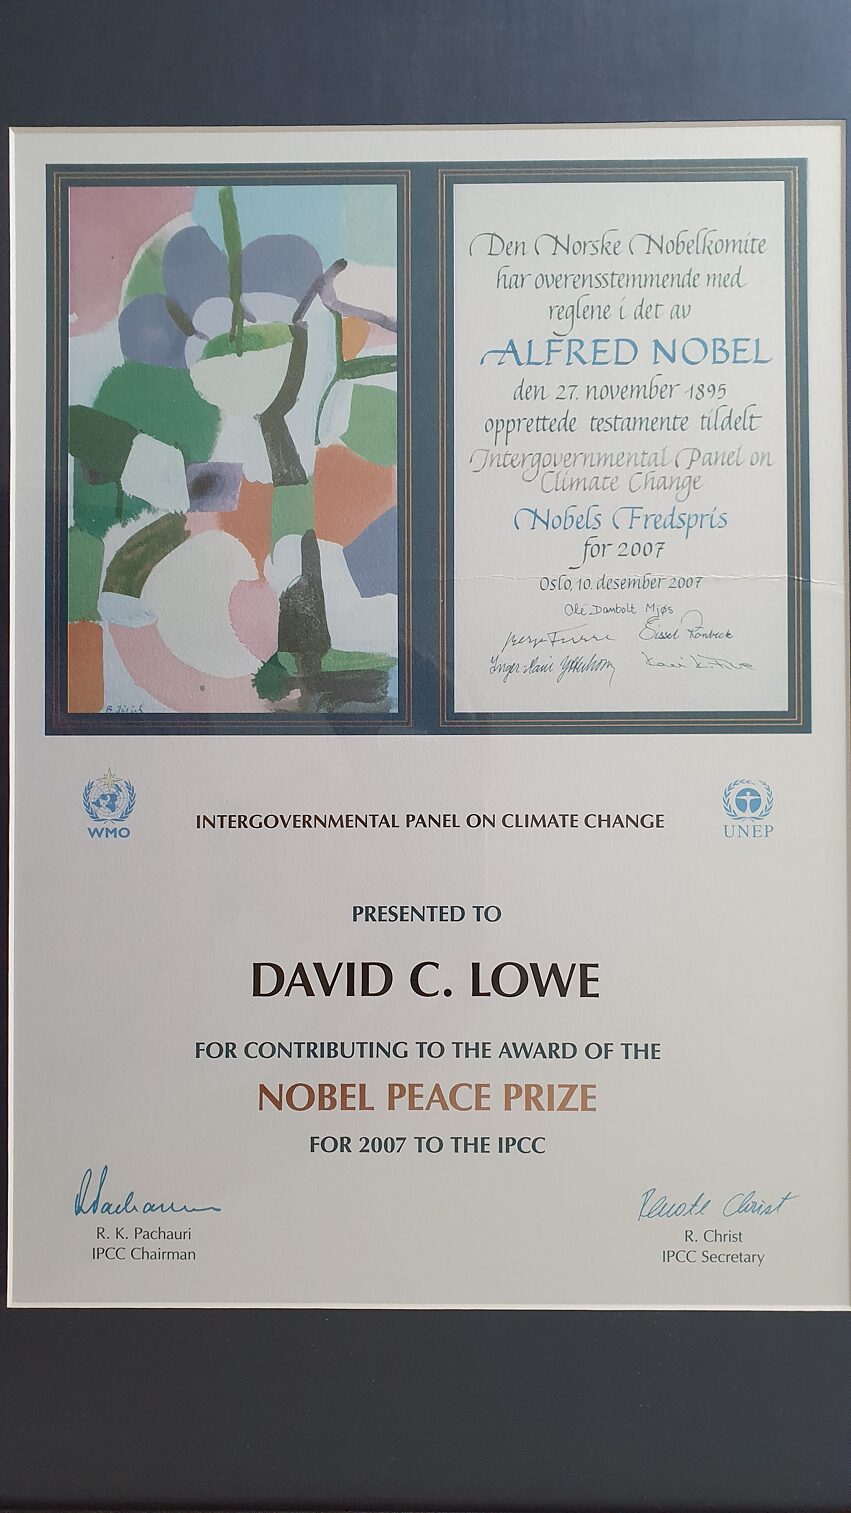 Den Norske Nobelkomite
har overensstemmende med
reglene i det av
ALFRED NOBEL
den 27. november 1895
opprettede testamente tildelt
Intergovernmental Panel on
Climate Change
Nobels Fredspris
for 2007
Oslo, 10. desember 2007
Ole Danbolt Mjøs
Sissel Rønbeck
WMO
INTERGOVERNMENTAL PANEL ON CLIMATE CHANGE
UNEP
PRESENTED TO
DAVID C. LOWE
FOR CONTRIBUTING TO THE AWARD OF THE
NOBEL PEACE PRIZE
FOR 2007 TO THE IPCC
R Pachauri
Renate Christ
R. K. Pachauri
IPCC Chairman
R. Christ
IPCC Secretary